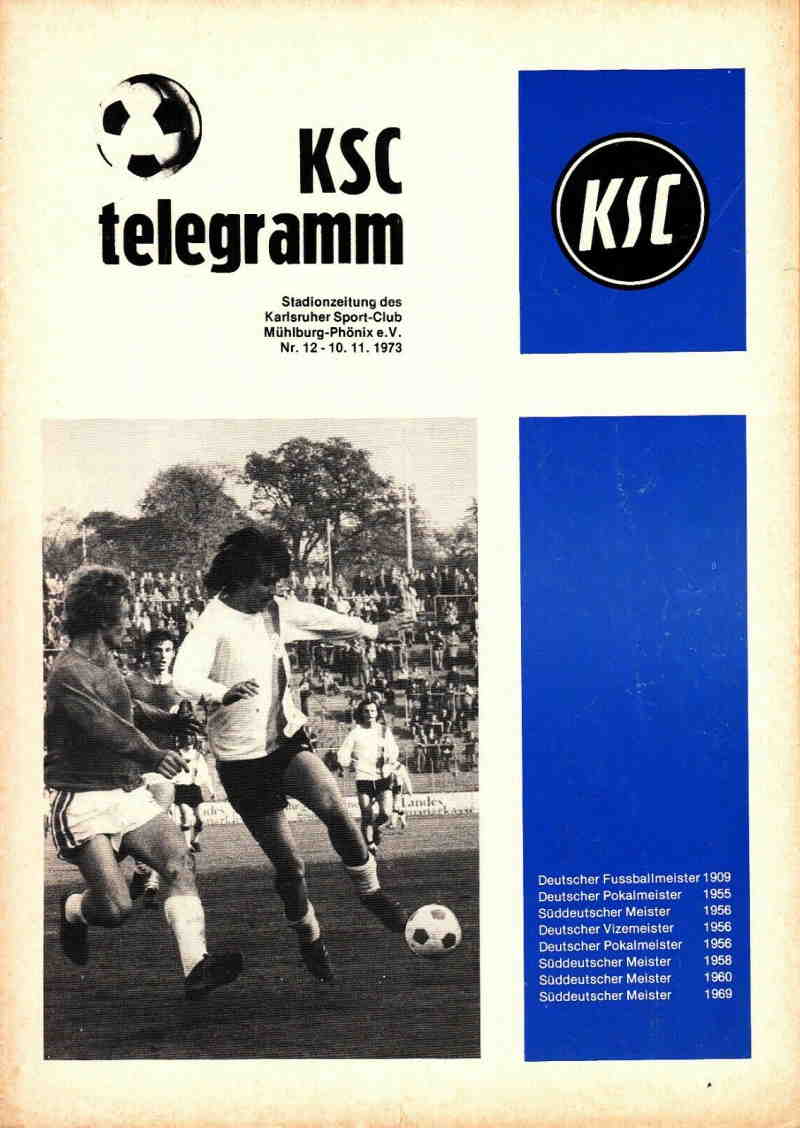 KSC
telegramm
Stadionzeitung des
Karlsruher Sport-Club
Mühlburg-Phönix e.V.
Nr. 12 - 10. 11. 1973
KSC
Landes
Deutscher Fussballmeister 1909
Deutscher Pokalmeister 1955
Süddeutscher Meister 1956
Deutscher Vizemeister 1956
Deutscher Pokalmeister 1956
Süddeutscher Meister 1958
Süddeutscher Meister 1960
Süddeutscher Meister 1969